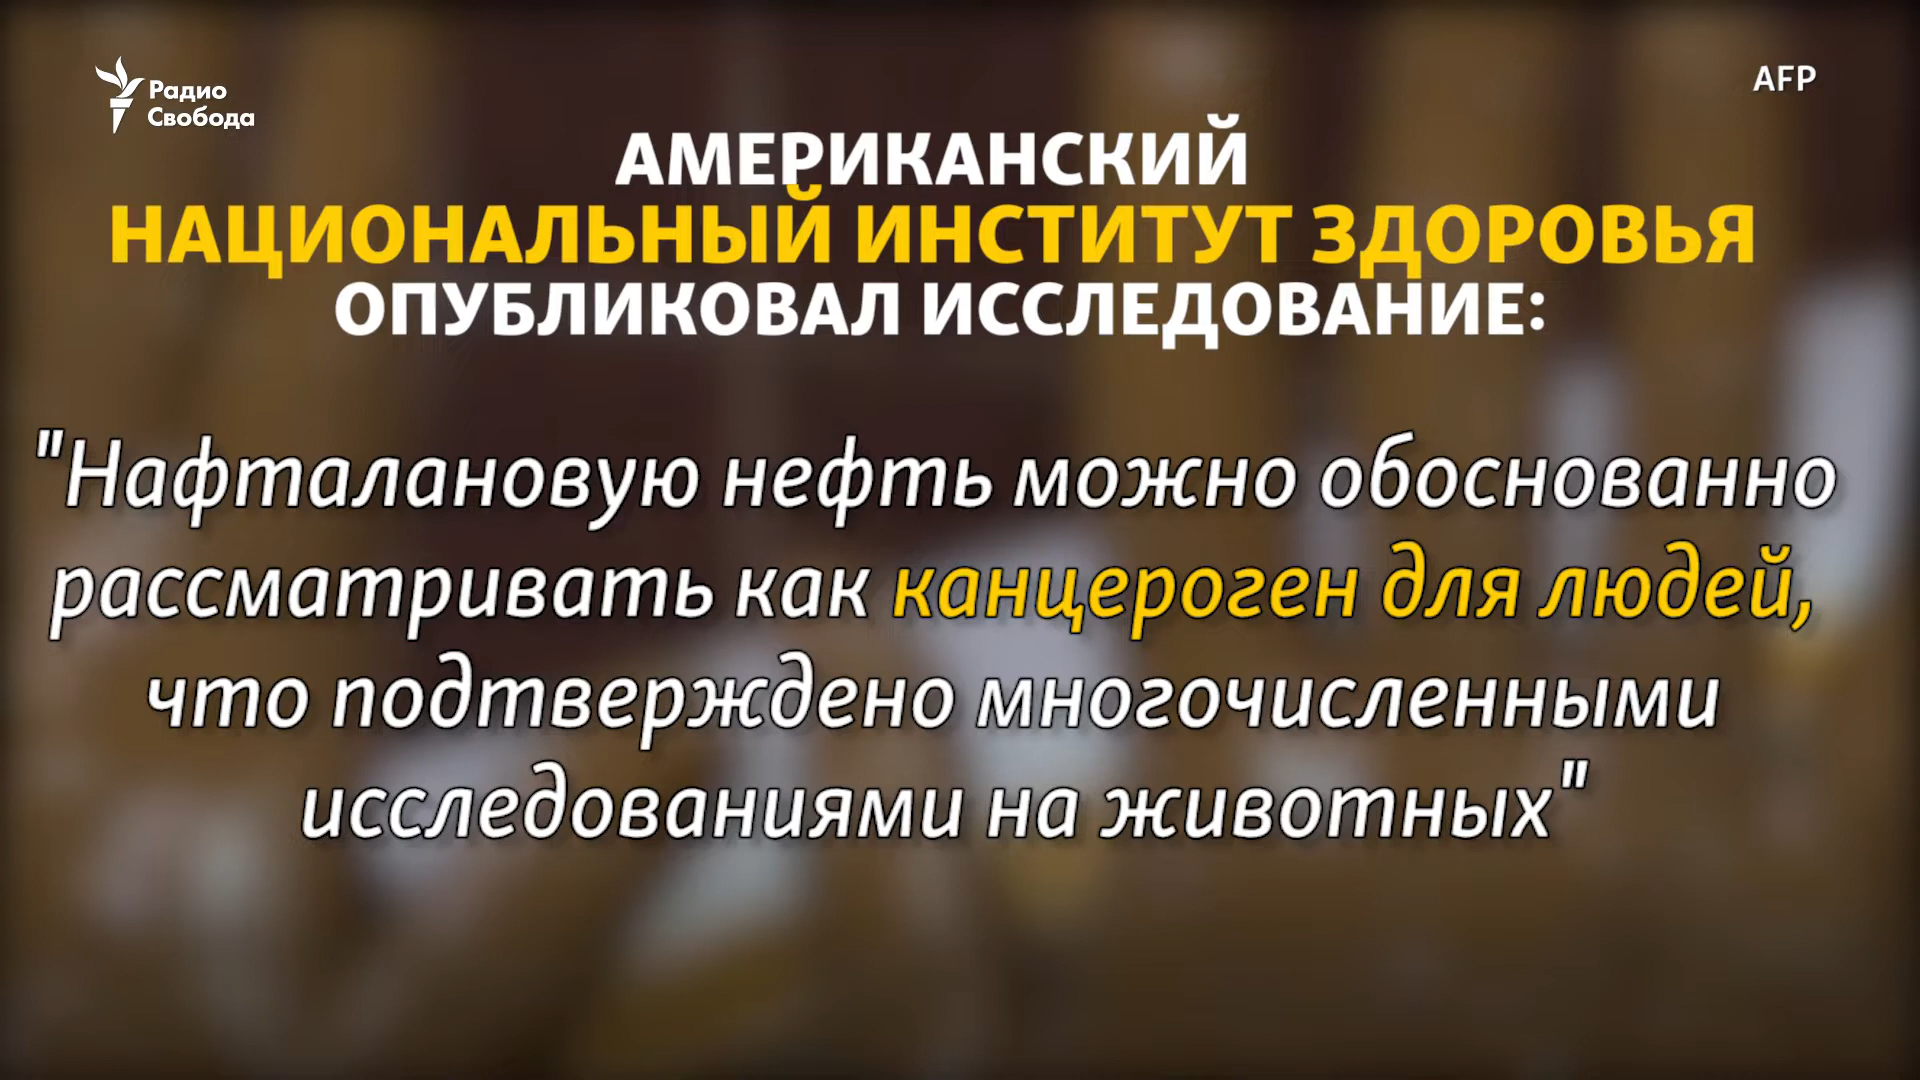 Радио
Свобода
AFP
АМЕРИКАНСКИЙ
НАЦИОНАЛЬНЫЙ ИНСТИТУТ ЗДОРОВЬЯ
ОПУБЛИКОВАЛ ИССЛЕДОВАНИЕ:
"Нафталановую нефть можно обоснованно
рассматривать как канцероген для людей,
что подтверждено многочисленными
исследованиями на животных"